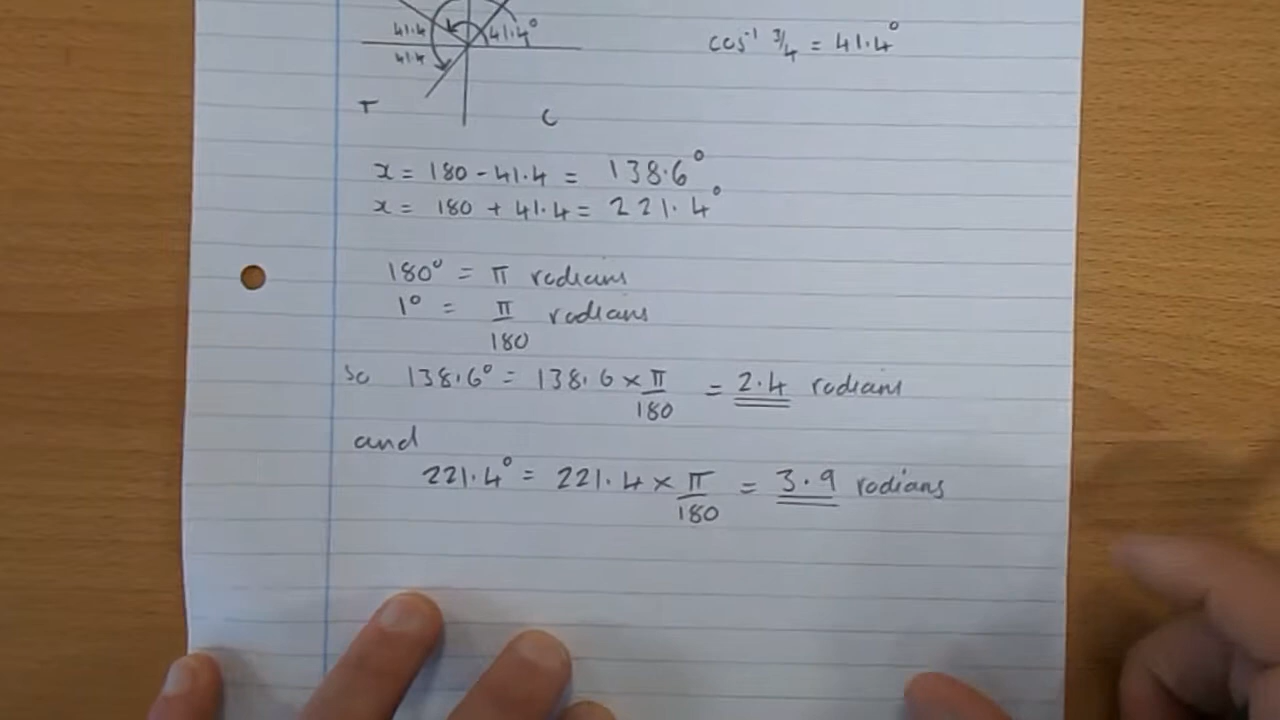 41.4 41.4°
cos⁻¹ 3/4 = 41.4°
41.4
T C
x = 180 - 41.4 = 138.6°
x = 180 + 41.4 = 221.4°
180° = π radians
1° = π/180 radians
So 138.6° = 138.6 × π/180 = 2.4 radians
and
221.4° = 221.4 × π/180 = 3.9 radians